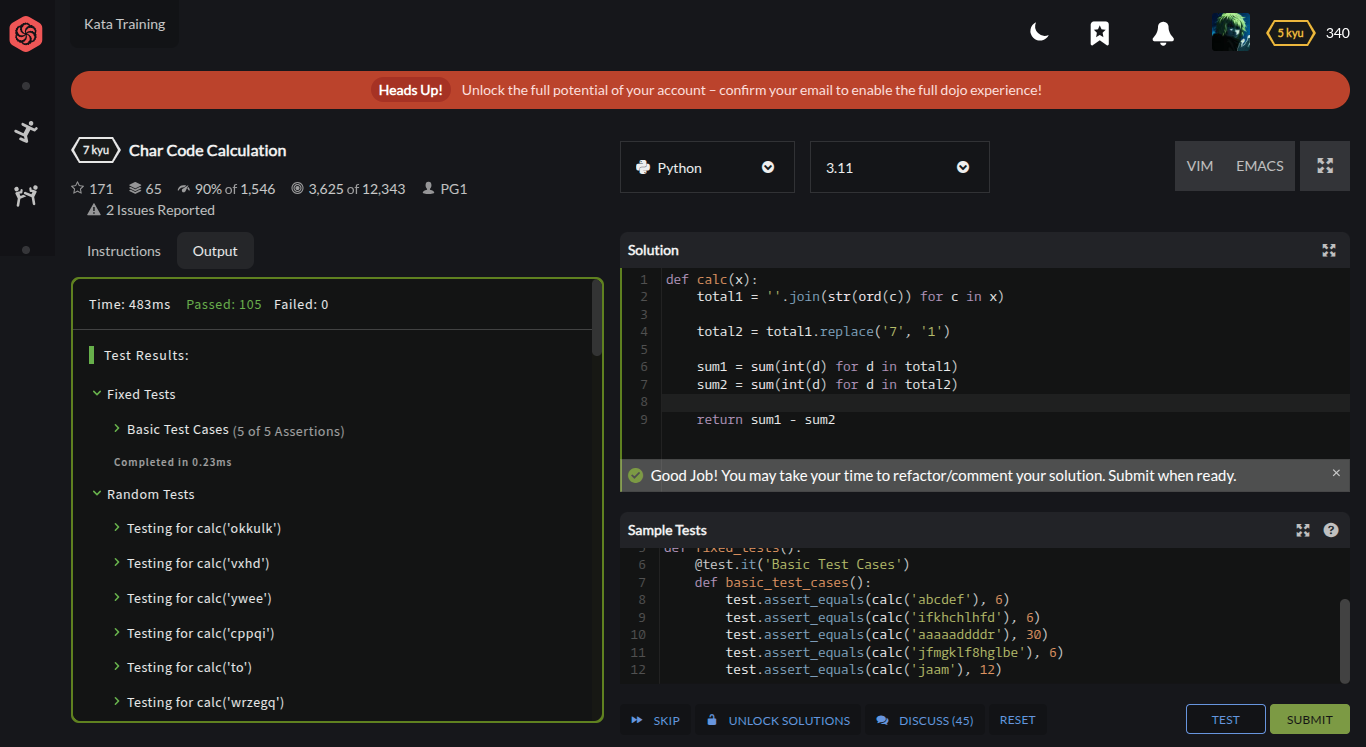 Kata Training
5 kyu 340
Heads Up! Unlock the full potential of your account – confirm your email to enable the full dojo experience!
7 kyu Char Code Calculation
171 65 90% of 1,546 3,625 of 12,343 PG1
2 Issues Reported
Python 3.11 VIM EMACS
Instructions Output
Time: 483ms Passed: 105 Failed: 0
Test Results:
Fixed Tests
Basic Test Cases (5 of 5 Assertions)
Completed in 0.23ms
Random Tests
Testing for calc('okkulk')
Testing for calc('vxhd')
Testing for calc('ywee')
Testing for calc('cppqi')
Testing for calc('to')
Testing for calc('wrzegq')
Solution
1 def calc(x):
2     total1 = ''.join(str(ord(c)) for c in x)
3
4     total2 = total1.replace('7', '1')
5
6     sum1 = sum(int(d) for d in total1)
7     sum2 = sum(int(d) for d in total2)
8
9     return sum1 - sum2
Good Job! You may take your time to refactor/comment your solution. Submit when ready. ×
Sample Tests ?
5 def fixed_tests():
6     @test.it('Basic Test Cases')
7     def basic_test_cases():
8         test.assert_equals(calc('abcdef'), 6)
9         test.assert_equals(calc('ifkhchlhfd'), 6)
10         test.assert_equals(calc('aaaaaddddr'), 30)
11         test.assert_equals(calc('jfmgklf8hglbe'), 6)
12         test.assert_equals(calc('jaam'), 12)
SKIP UNLOCK SOLUTIONS DISCUSS (45) RESET TEST SUBMIT